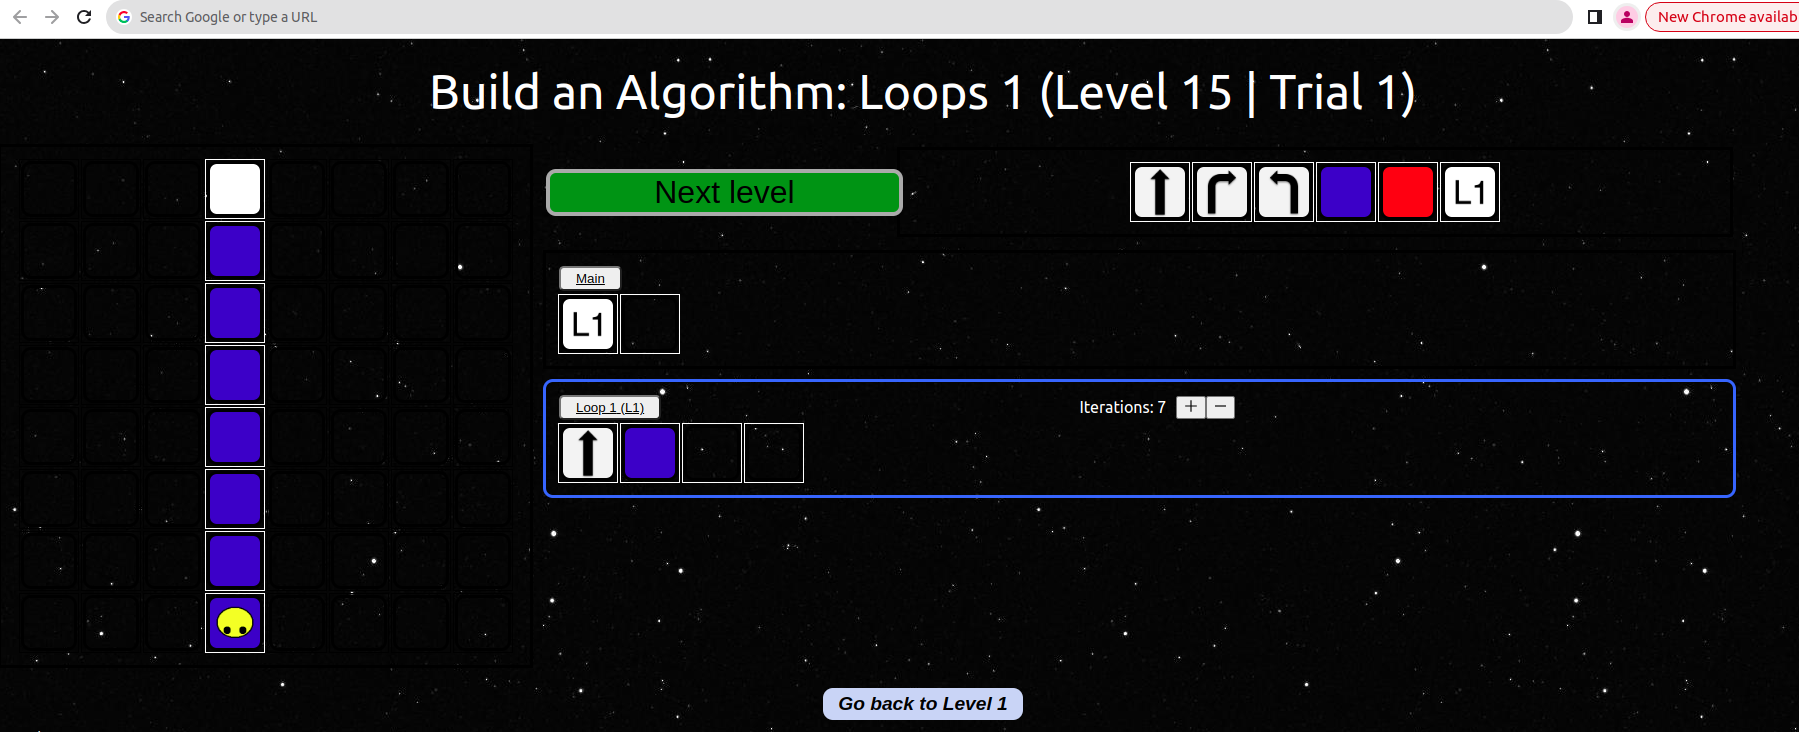 Search Google or type a URL
New Chrome availab
Build an Algorithm: Loops 1 (Level 15 | Trial 1)
Next level
L1
Main
L1
Loop 1 (L1)
Iterations: 7 + −
Go back to Level 1